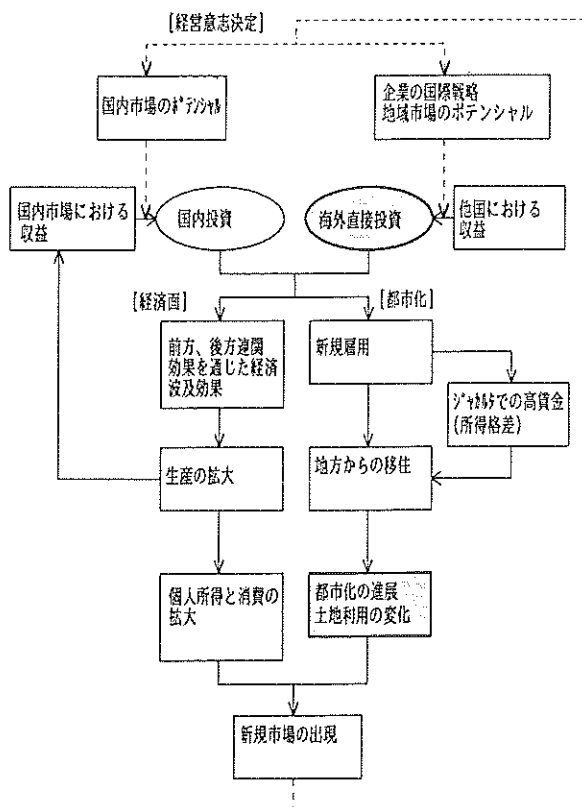 [経営意志決定]
国内市場のﾎﾟﾃﾝｼｬﾙ
企業の国際戦略
地域市場のポテンシャル
国内市場における
収益
国内投資
海外直接投資
他国における
収益
[経済面]
[都市化]
前方、後方連関
効果を通じた経済
波及効果
新規雇用
ｼﾞｬｶﾙﾀでの高賃金
(所得格差)
生産の拡大
地方からの移住
個人所得と消費の
拡大
都市化の進展
土地利用の変化
新規市場の出現